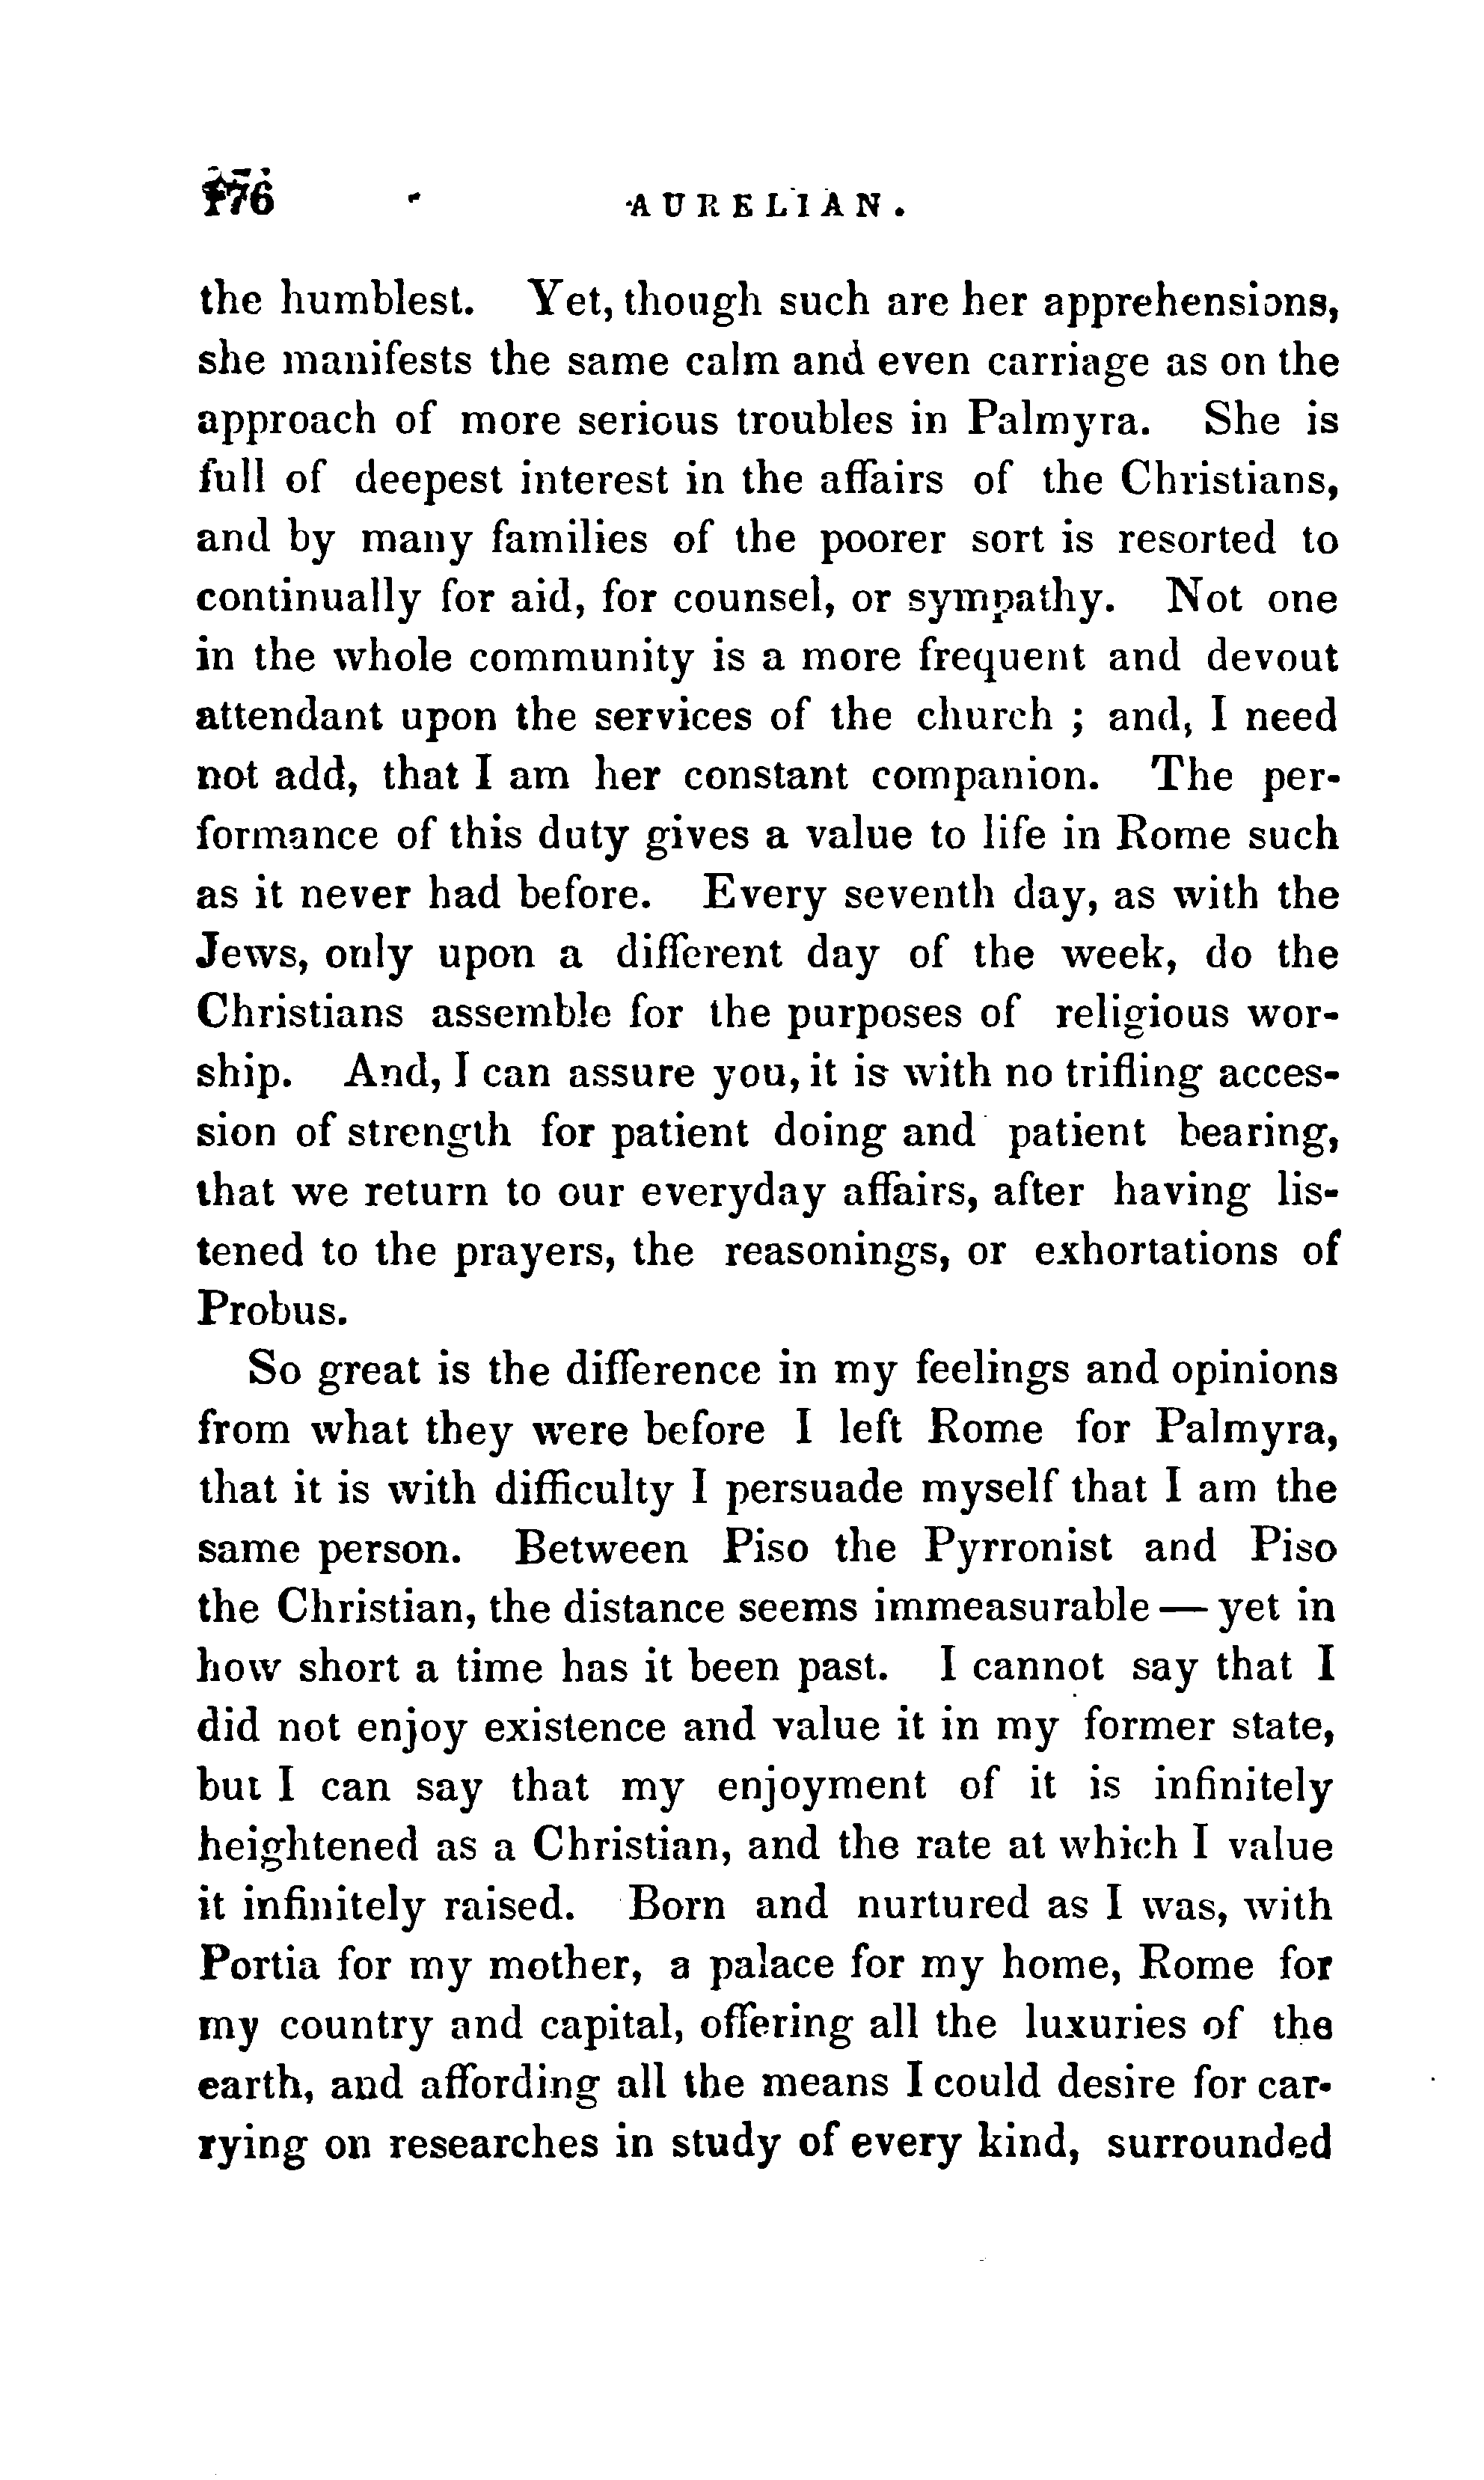 176 AURELIAN.
the humblest. Yet, though such are her apprehensions,
she manifests the same calm and even carriage as on the
approach of more serious troubles in Palmyra. She is
full of deepest interest in the affairs of the Christians,
and by many families of the poorer sort is resorted to
continually for aid, for counsel, or sympathy. Not one
in the whole community is a more frequent and devout
attendant upon the services of the church ; and, I need
not add, that I am her constant companion. The per-
formance of this duty gives a value to life in Rome such
as it never had before. Every seventh day, as with the
Jews, only upon a different day of the week, do the
Christians assemble for the purposes of religious wor-
ship. And, I can assure you, it is with no trifling acces-
sion of strength for patient doing and patient bearing,
that we return to our everyday affairs, after having lis-
tened to the prayers, the reasonings, or exhortations of
Probus.
So great is the difference in my feelings and opinions
from what they were before I left Rome for Palmyra,
that it is with difficulty I persuade myself that I am the
same person. Between Piso the Pyrronist and Piso
the Christian, the distance seems immeasurable — yet in
how short a time has it been past. I cannot say that I
did not enjoy existence and value it in my former state,
but I can say that my enjoyment of it is infinitely
heightened as a Christian, and the rate at which I value
it infinitely raised. Born and nurtured as I was, with
Portia for my mother, a palace for my home, Rome for
my country and capital, offering all the luxuries of the
earth, and affording all the means I could desire for car-
rying on researches in study of every kind, surrounded